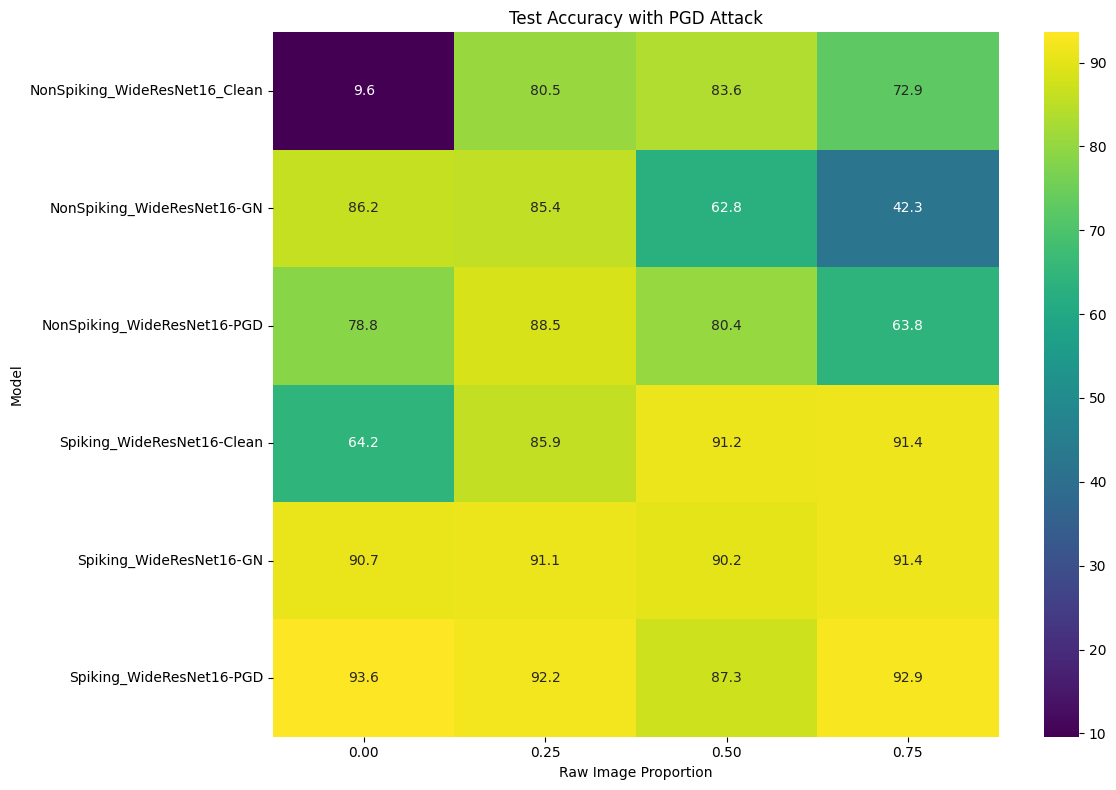 Test Accuracy with PGD Attack
Model
NonSpiking_WideResNet16_Clean
9.6 80.5 83.6 72.9
NonSpiking_WideResNet16-GN
86.2 85.4 62.8 42.3
NonSpiking_WideResNet16-PGD
78.8 88.5 80.4 63.8
Spiking_WideResNet16-Clean
64.2 85.9 91.2 91.4
Spiking_WideResNet16-GN
90.7 91.1 90.2 91.4
Spiking_WideResNet16-PGD
93.6 92.2 87.3 92.9
0.00 0.25 0.50 0.75
Raw Image Proportion
90
80
70
60
50
40
30
20
10